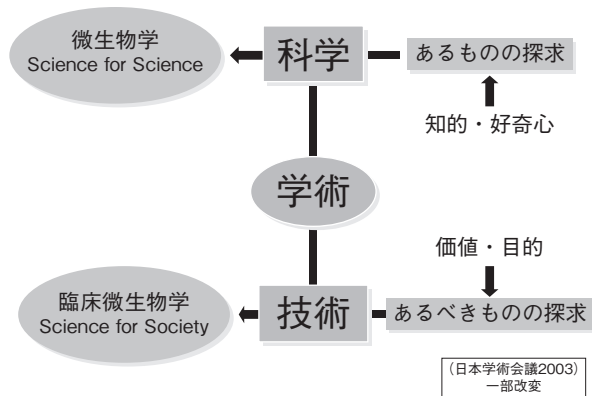 微生物学
Science for Science
科学
あるものの探求
知的・好奇心
学術
価値・目的
臨床微生物学
Science for Society
技術
あるべきものの探求
(日本学術会議2003)
一部改変